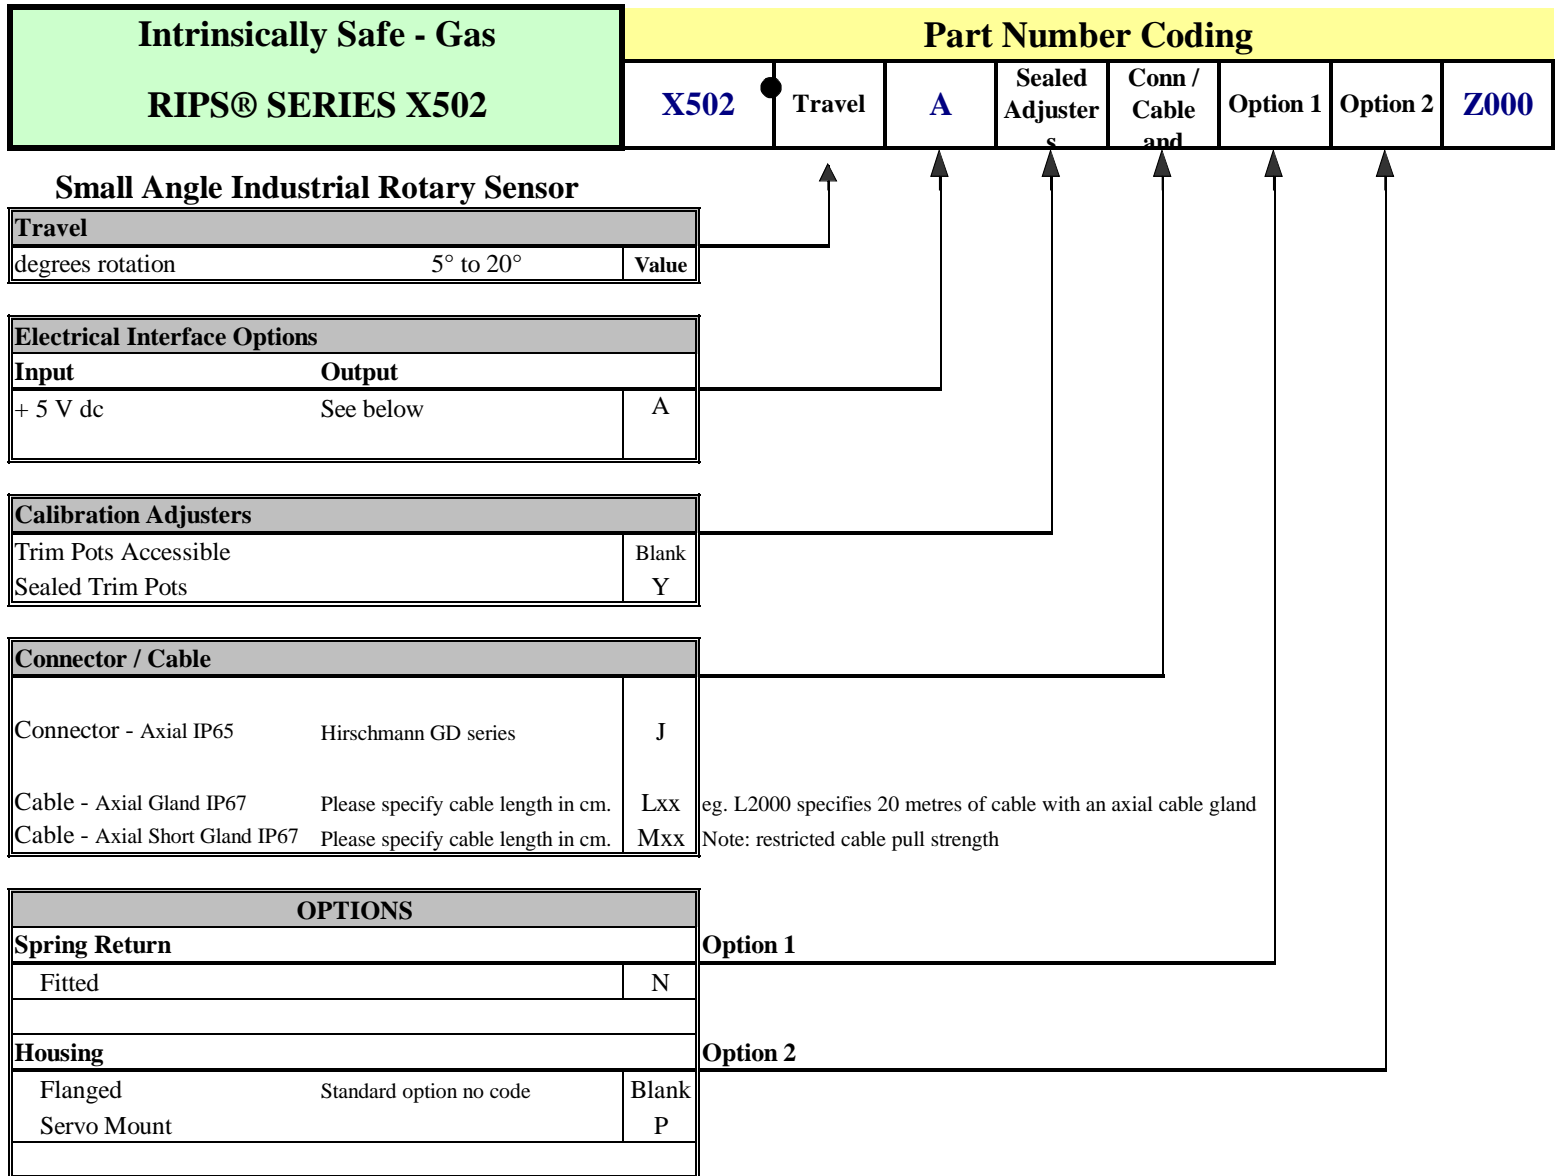 Intrinsically Safe - Gas
RIPS® SERIES X502
Part Number Coding
X502
Travel
A
Sealed
Adjuster
s
Conn /
Cable
and
Option 1
Option 2
Z000
Small Angle Industrial Rotary Sensor
Travel
degrees rotation 5° to 20° Value
Electrical Interface Options
Input Output
+ 5 V dc See below A
Calibration Adjusters
Trim Pots Accessible Blank
Sealed Trim Pots Y
Connector / Cable
Connector - Axial IP65 Hirschmann GD series J
Cable - Axial Gland IP67 Please specify cable length in cm. Lxx eg. L2000 specifies 20 metres of cable with an axial cable gland
Cable - Axial Short Gland IP67 Please specify cable length in cm. Mxx Note: restricted cable pull strength
OPTIONS
Spring Return Option 1
Fitted N
Housing Option 2
Flanged Standard option no code Blank
Servo Mount P